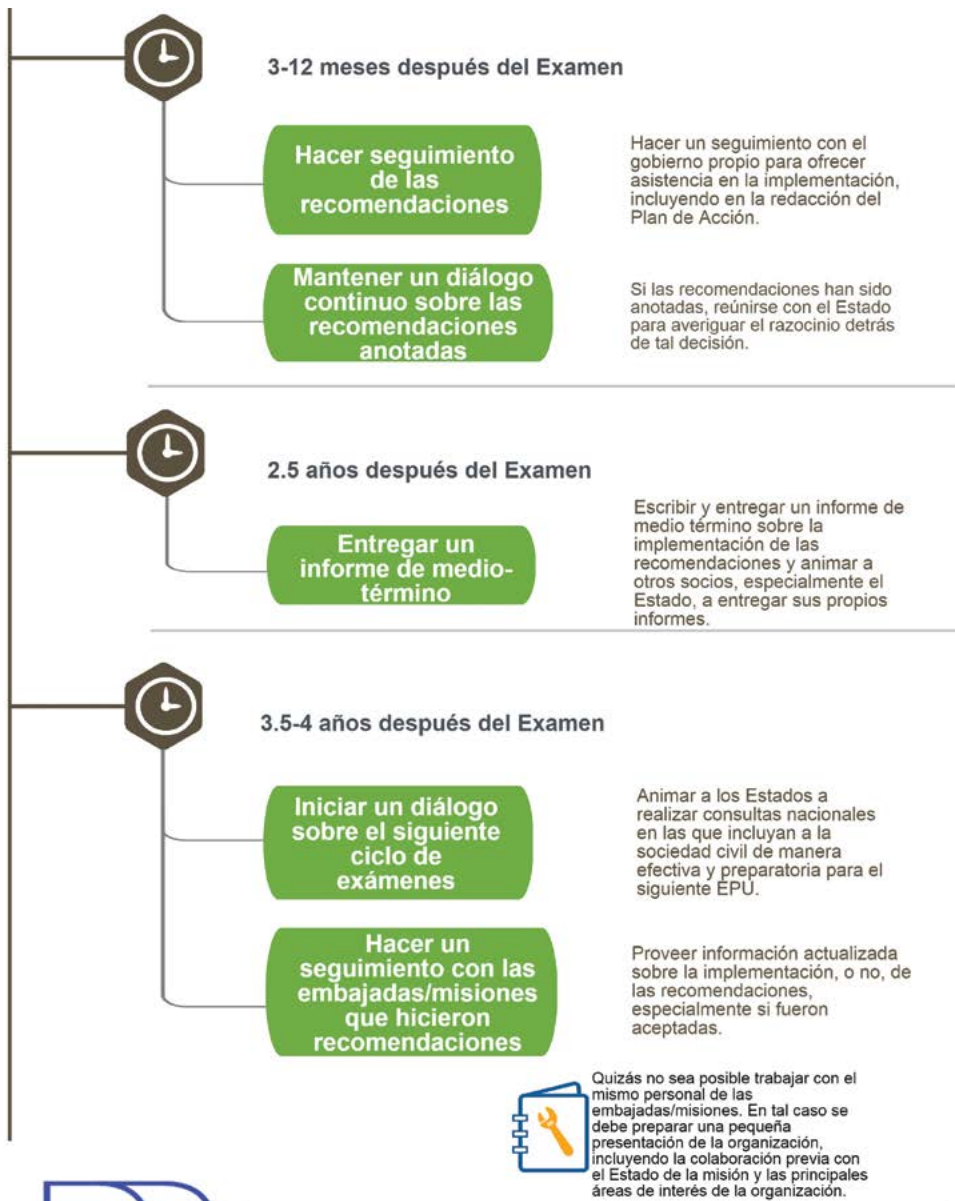 3-12 meses después del Examen
Hacer seguimiento
de las
recomendaciones
Hacer un seguimiento con el
gobierno propio para ofrecer
asistencia en la implementación,
incluyendo en la redacción del
Plan de Acción.
Mantener un diálogo
continuo sobre las
recomendaciones
anotadas
Si las recomendaciones han sido
anotadas, reúnirse con el Estado
para averiguar el razocinio detrás
de tal decisión.
2.5 años después del Examen
Entregar un
informe de medio-
término
Escribir y entregar un informe de
medio término sobre la
implementación de las
recomendaciones y animar a
otros socios, especialmente el
Estado, a entregar sus propios
informes.
3.5-4 años después del Examen
Iniciar un diálogo
sobre el siguiente
ciclo de
exámenes
Animar a los Estados a
realizar consultas nacionales
en las que incluyan a la
sociedad civil de manera
efectiva y preparatoria para el
siguiente EPU.
Hacer un
seguimiento con las
embajadas/misiones
que hicieron
recomendaciones
Proveer información actualizada
sobre la implementación, o no, de
las recomendaciones,
especialmente si fueron
aceptadas.
Quizás no sea posible trabajar con el
mismo personal de las
embajadas/misiones. En tal caso se
debe preparar una pequeña
presentación de la organización,
incluyendo la colaboración previa con
el Estado de la misión y las principales
áreas de interés de la organización.